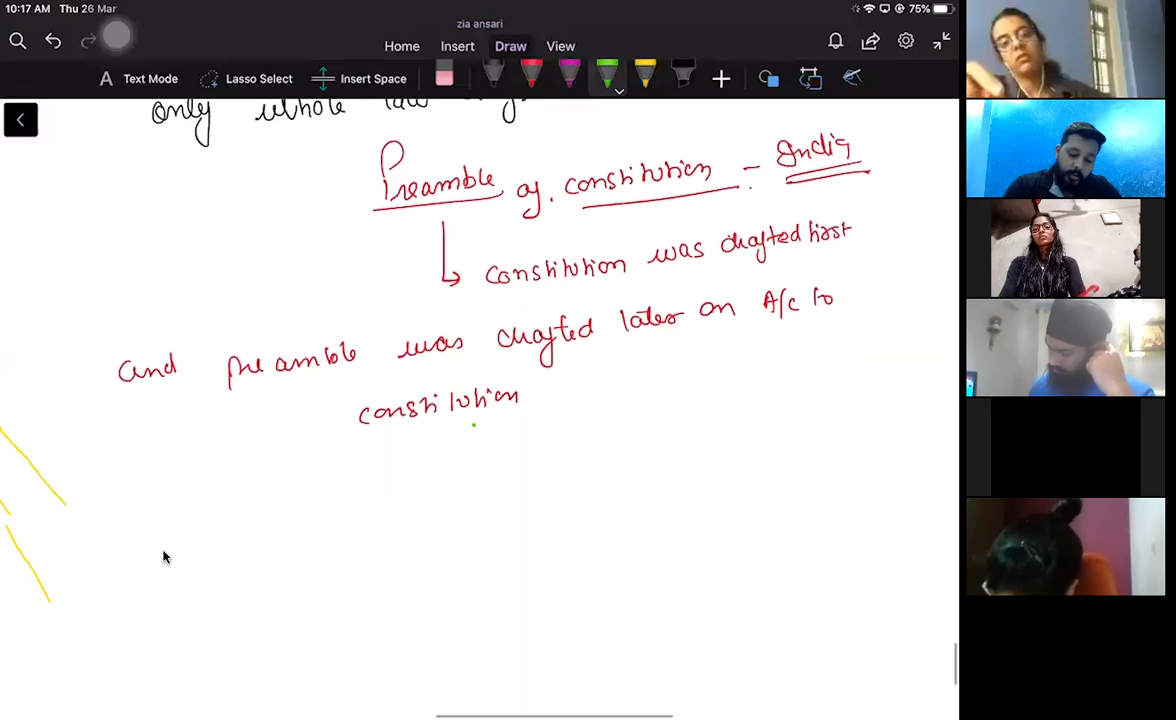 10:17 AM Thu 26 Mar
75%
zia ansari
Home Insert Draw View
Text Mode Lasso Select Insert Space
only whole law
Preamble of constitution - India
constitution was drafted first
and preamble was drafted later on A/c to
constitution